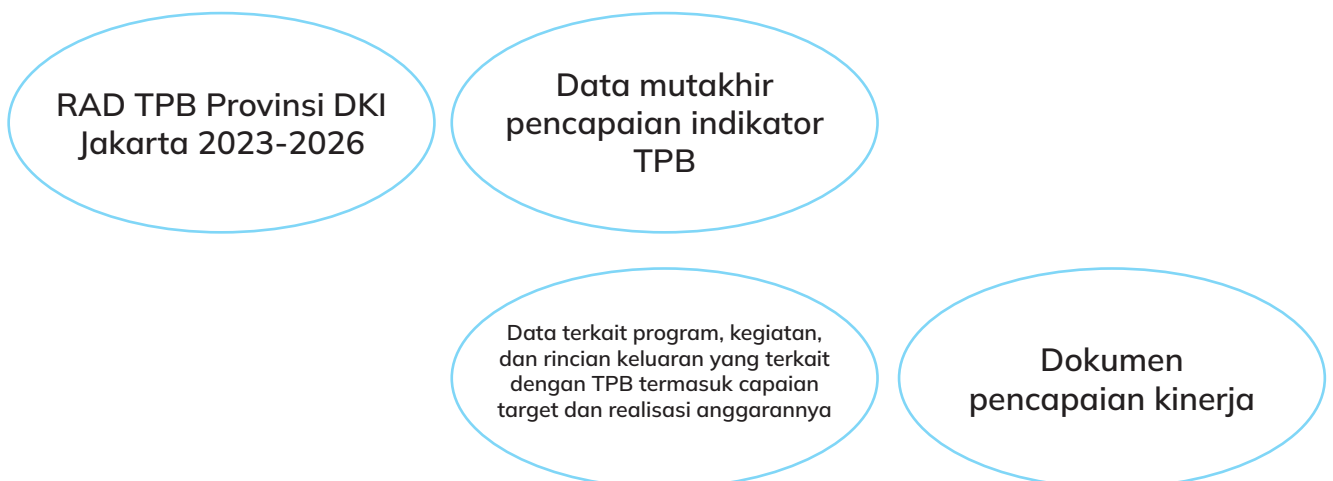 RAD TPB Provinsi DKI
Jakarta 2023-2026
Data mutakhir
pencapaian indikator
TPB
Data terkait program, kegiatan,
dan rincian keluaran yang terkait
dengan TPB termasuk capaian
target dan realisasi anggarannya
Dokumen
pencapaian kinerja